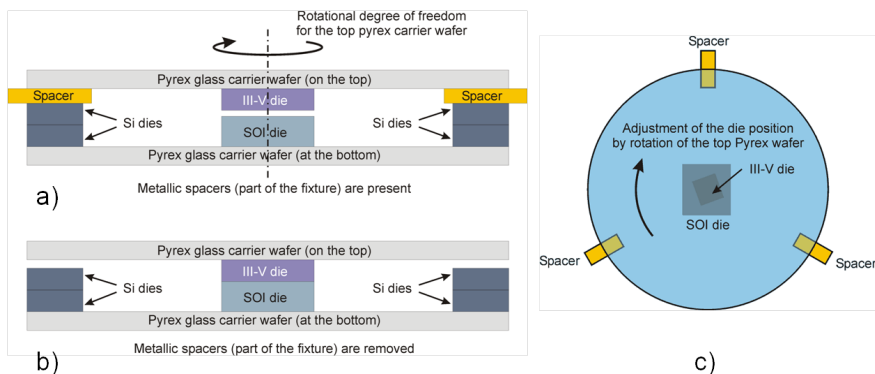 Rotational degree of freedom
for the top pyrex carrier wafer
Pyrex glass carrier wafer (on the top)
Spacer
III-V die
Spacer
Si dies
SOI die
Si dies
Pyrex glass carrier wafer (at the bottom)
Metallic spacers (part of the fixture) are present
a)
Pyrex glass carrier wafer (on the top)
Si dies
III-V die
SOI die
Si dies
Pyrex glass carrier wafer (at the bottom)
Metallic spacers (part of the fixture) are removed
b)
Spacer
Adjustment of the die position
by rotation of the top Pyrex wafer
III-V die
SOI die
Spacer
Spacer
c)